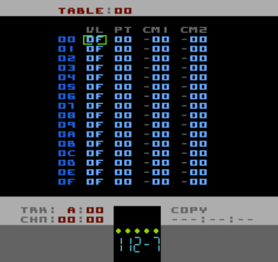 TABLE:00
VL PT CM1 CM2
00 0F 00 -00 -00
01 0F 00 -00 -00
02 0F 00 -00 -00
03 0F 00 -00 -00
04 0F 00 -00 -00
05 0F 00 -00 -00
06 0F 00 -00 -00
07 0F 00 -00 -00
08 0F 00 -00 -00
09 0F 00 -00 -00
0A 0F 00 -00 -00
0B 0F 00 -00 -00
0C 0F 00 -00 -00
0D 0F 00 -00 -00
0E 0F 00 -00 -00
0F 0F 00 -00 -00
TRK: A:00 COPY
CHN:00:00 ---:--:--
112-7